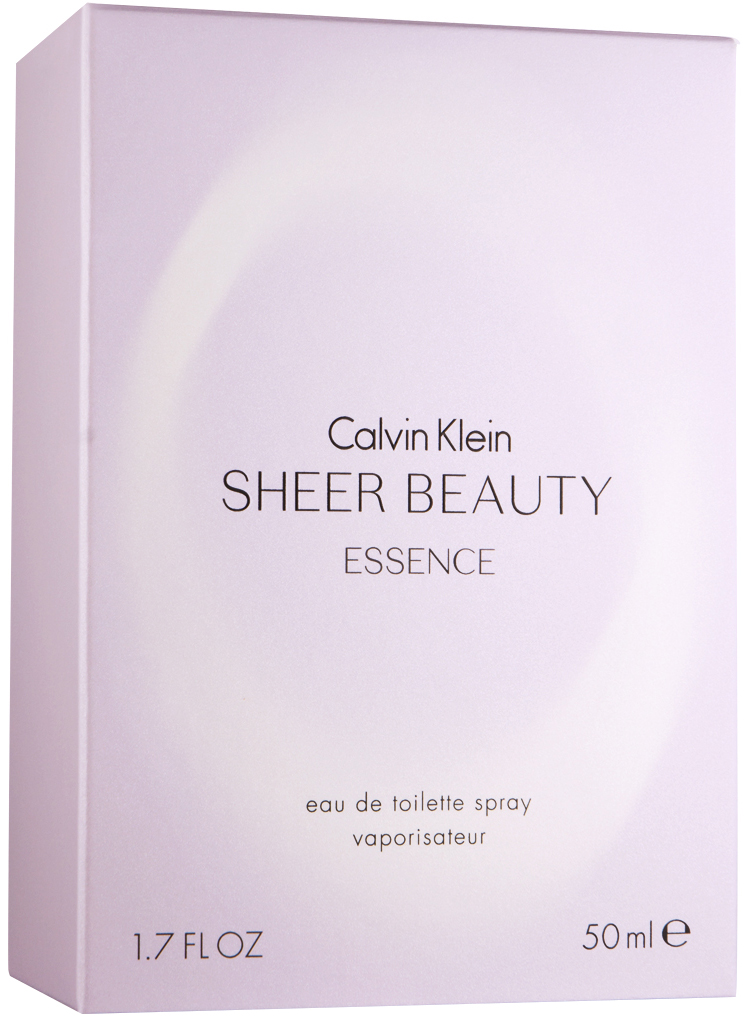 Calvin Klein
SHEER BEAUTY
ESSENCE
eau de toilette spray
vaporisateur
1.7 FL OZ
50 ml ℮